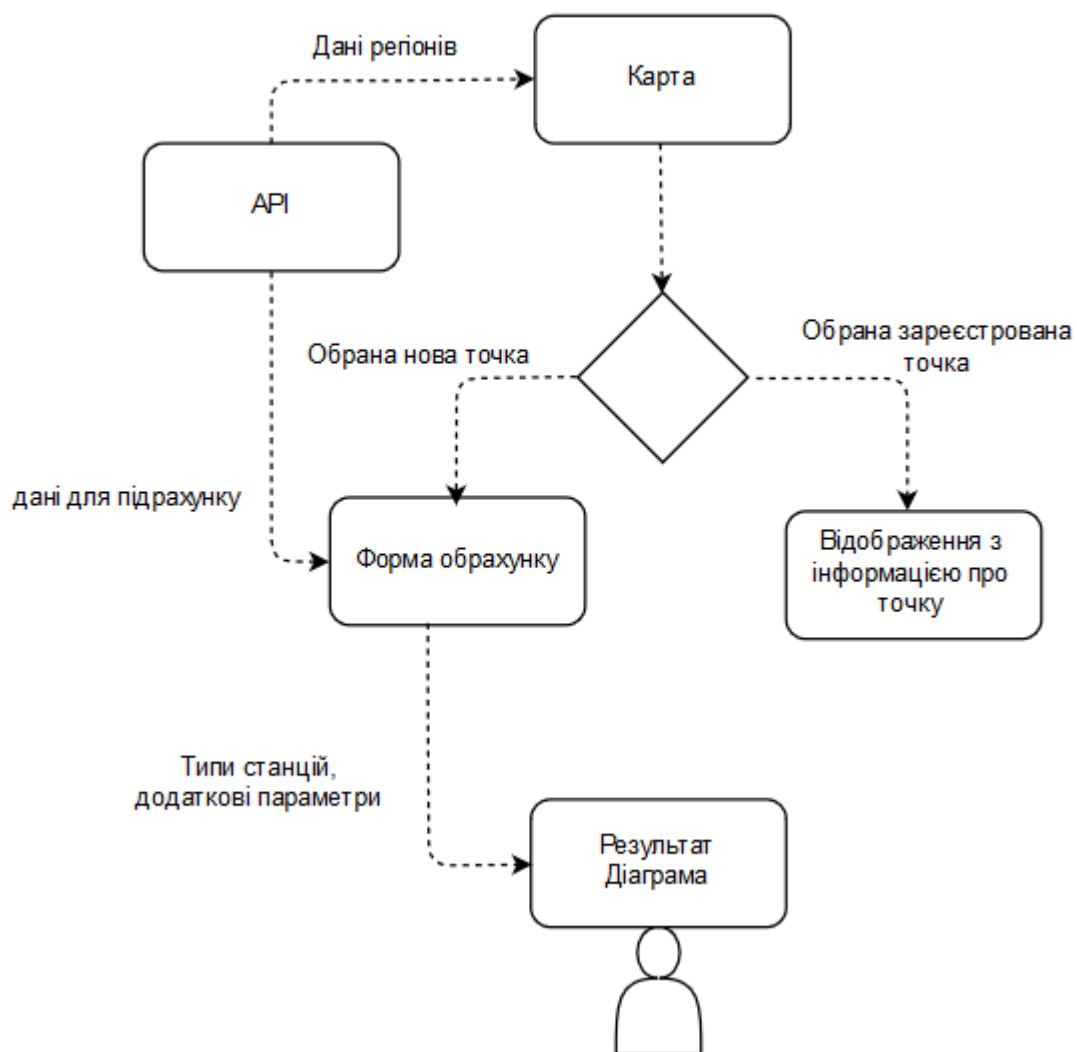 Дані регіонів
Карта
API
Обрана нова точка
Обрана зареєстрована
точка
дані для підрахунку
Форма обрахунку
Відображення з
інформацією про
точку
Типи станцій,
додаткові параметри
Результат
Діаграма